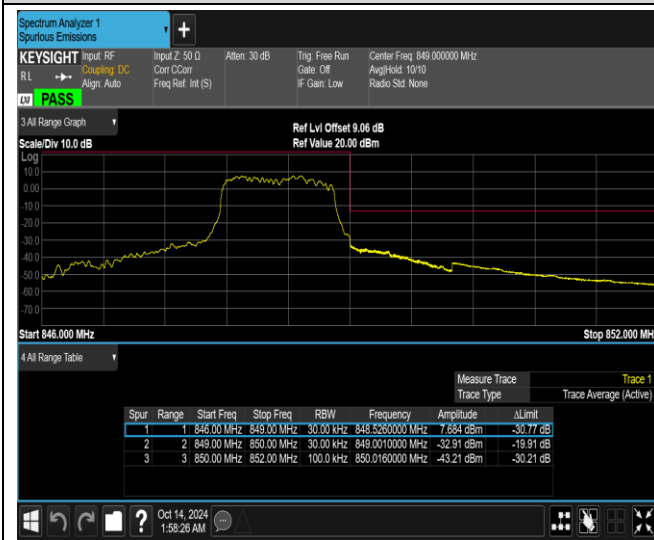 Spectrum Analyzer 1
Spurious Emissions
+
KEYSIGHT Input: RF Input Z: 50 Ω Atten: 30 dB Trig: Free Run Center Freq: 849.000000 MHz
R L Coupling: DC Corr CCorr Gate: Off Avg|Hold: 10/10
Align: Auto Freq Ref: Int (S) IF Gain: Low Radio Std: None
LXI PASS
3 All Range Graph
Ref Lvl Offset 9.06 dB
Scale/Div 10.0 dB Ref Value 20.00 dBm
Log
10.0
0.00
-10.0
-20.0
-30.0
-40.0
-50.0
-60.0
-70.0
Start 846.000 MHz Stop 852.000 MH
4 All Range Table
Measure Trace Trace 1
Trace Type Trace Average (Active)
Spur Range Start Freq Stop Freq RBW Frequency Amplitude ΔLimit
1 1 846.00 MHz 849.00 MHz 30.00 kHz 848.5260000 MHz 7.684 dBm -30.77 dB
2 2 849.00 MHz 850.00 MHz 30.00 kHz 849.0010000 MHz -32.91 dBm -19.91 dB
3 3 850.00 MHz 852.00 MHz 100.0 kHz 850.0160000 MHz -43.21 dBm -30.21 dB
? Oct 14, 2024
1:58:26 AM